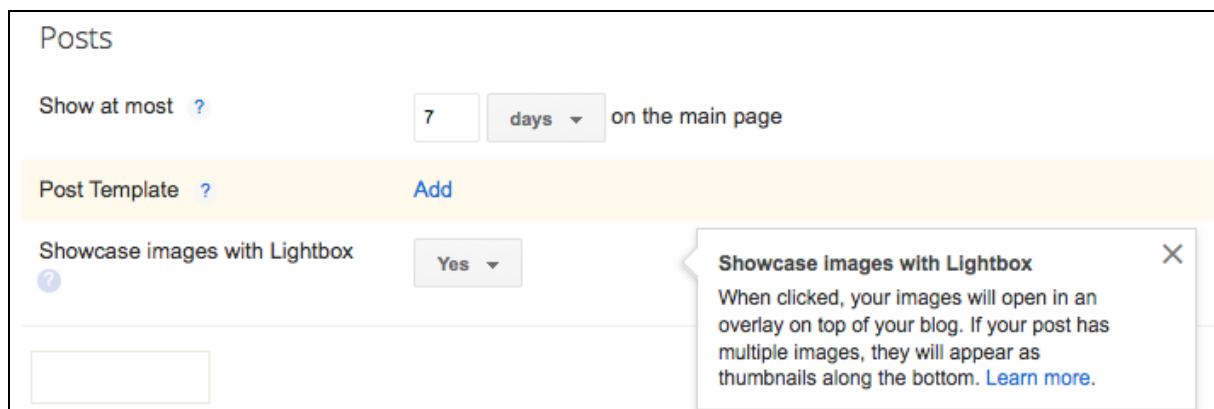 Posts
Show at most ? 7 days on the main page
Post Template ? Add
Showcase images with Lightbox
? Yes
Showcase images with Lightbox
When clicked, your images will open in an
overlay on top of your blog. If your post has
multiple images, they will appear as
thumbnails along the bottom. Learn more.